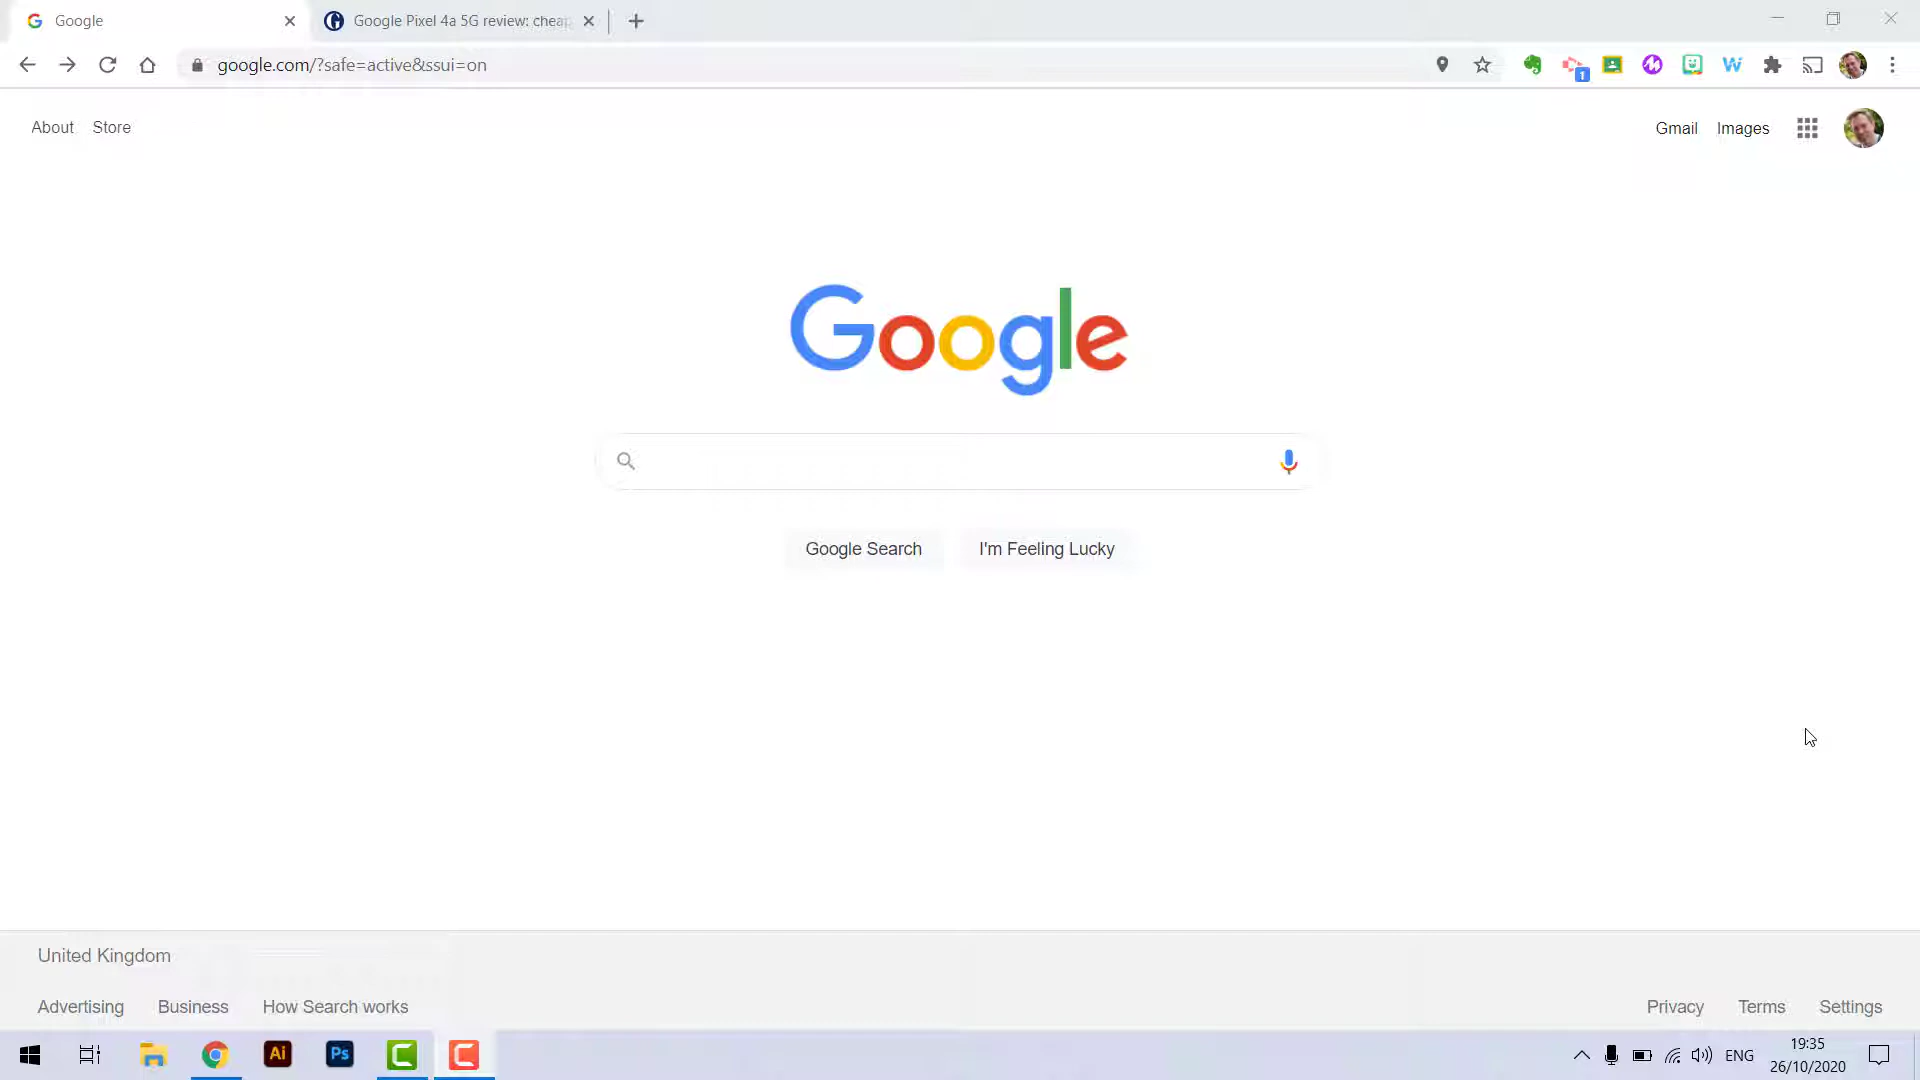 Google
Google Pixel 4a 5G review: cheap
google.com/?safe=active&ssui=on
1
About
Store
Gmail
Images
Google
Google Search
I'm Feeling Lucky
United Kingdom
Advertising
Business
How Search works
Privacy
Terms
Settings
Ai
Ps
ENG
19:35
26/10/2020